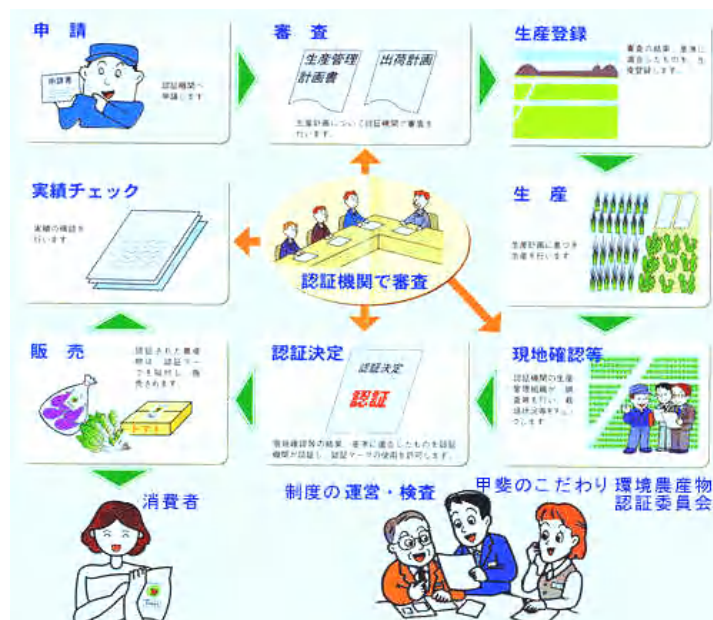 申 請
申請書
認証機関へ
申請します
審 査
生産管理
計画書
出荷計画
生産計画について認証機関で審査を
行います。
生産登録
審査の結果、基準に
適合したものを、生
産登録します。
実績チェック
実績の確認を
行います
認証機関で審査
生 産
生産計画に基づき
生産を行います
販 売
認証された農産
物は、認証マー
クを貼付し、販
売されます。
トマト
認証決定
認証決定
認証
現地確認等の結果、基準に適合したものを認証
機関が認証し、認証マークの使用を許可します。
現地確認等
認証機関の生産
管理組織が、調
査等を行い、栽
培状況等をチェッ
クします
消費者
制度の運営・検査
甲斐のこだわり環境農産物
認証委員会